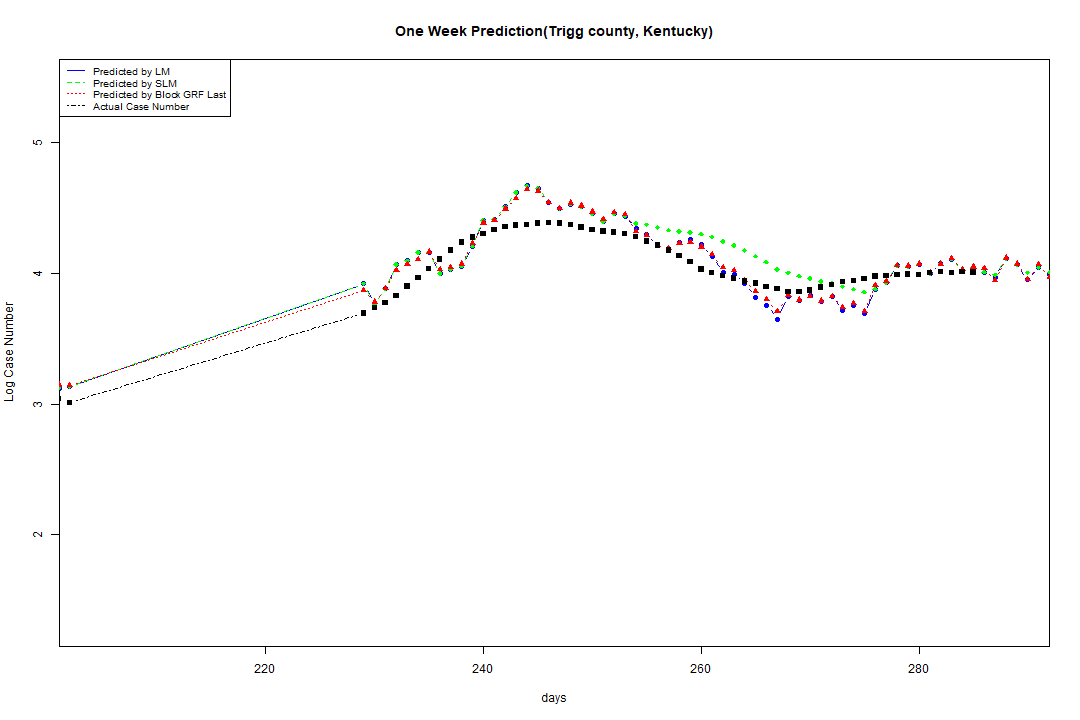 One Week Prediction(Trigg county, Kentucky)
Predicted by LM
Predicted by SLM
Predicted by Block GRF Last
Actual Case Number
5
4
3
2
Log Case Number
220 240 260 280
days